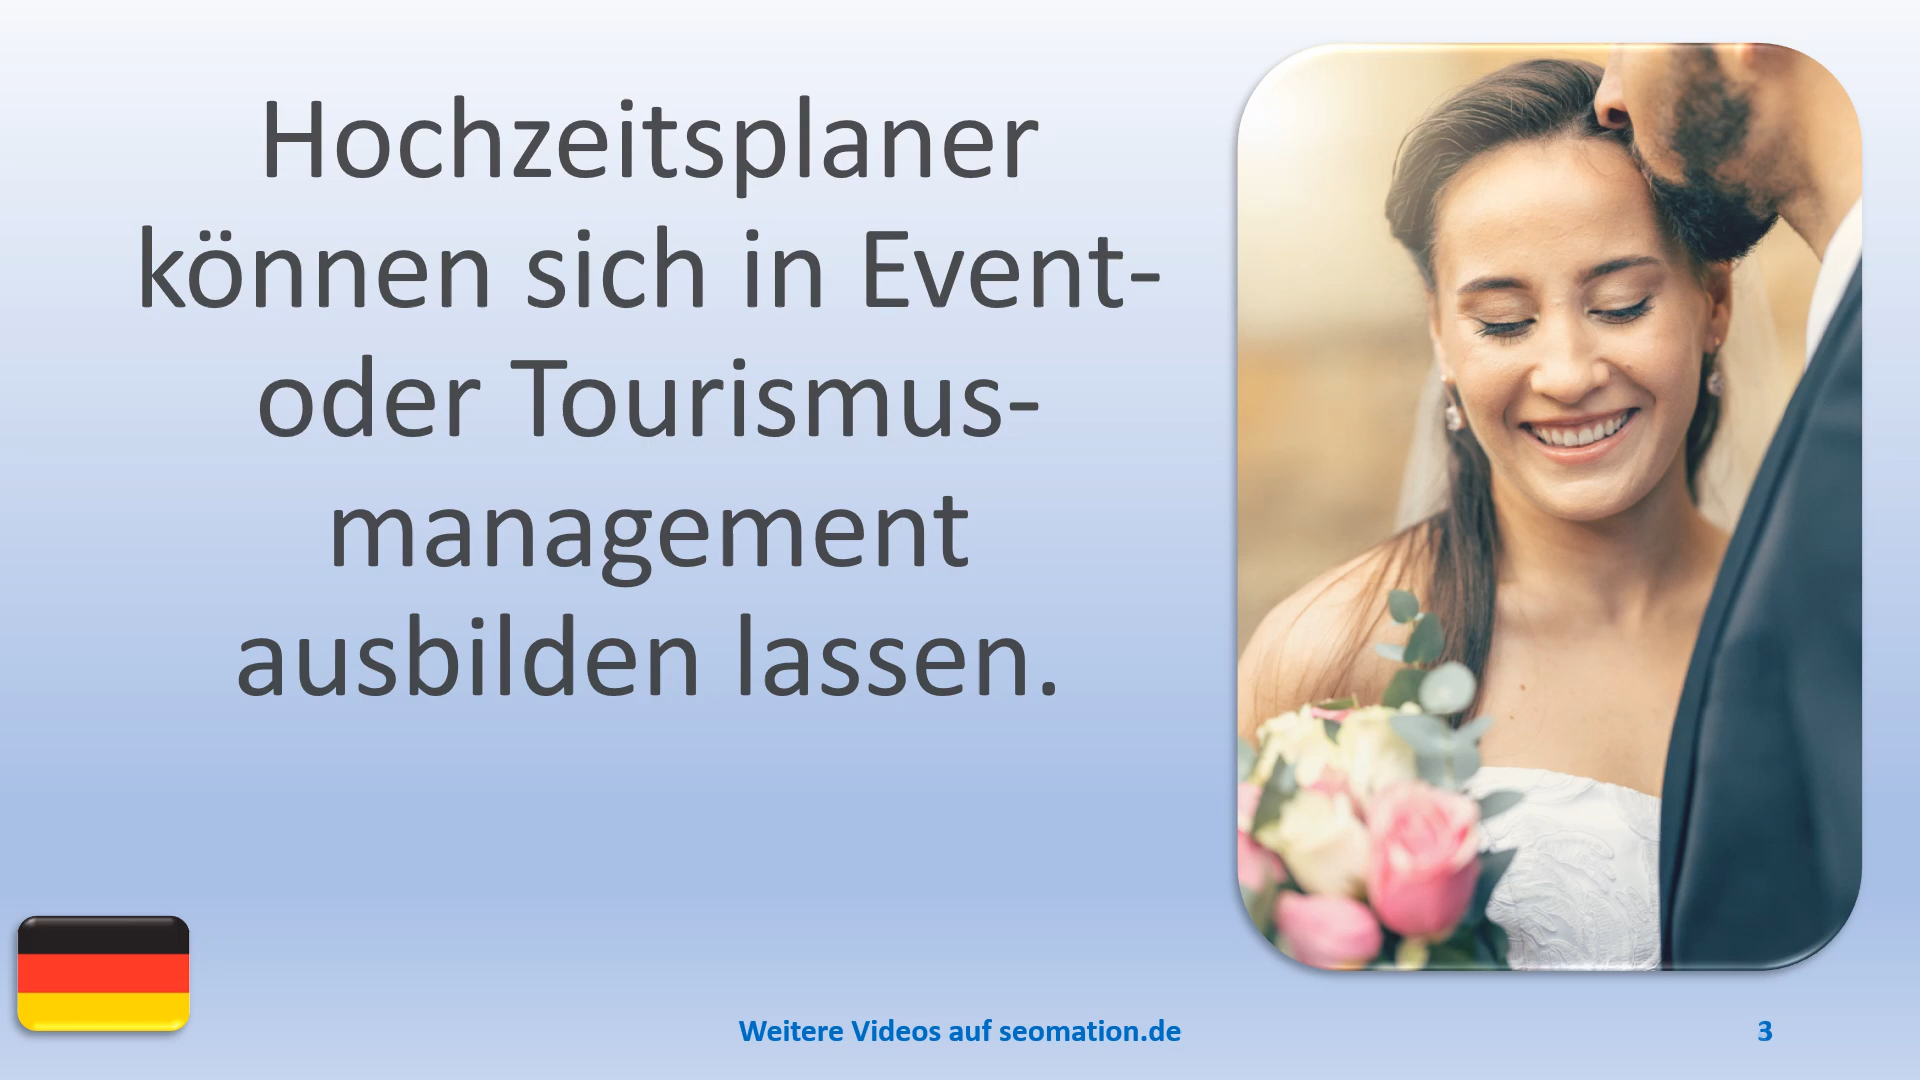 Hochzeitsplaner
können sich in Event-
oder Tourismus-
management
ausbilden lassen.
Weitere Videos auf seomation.de
3